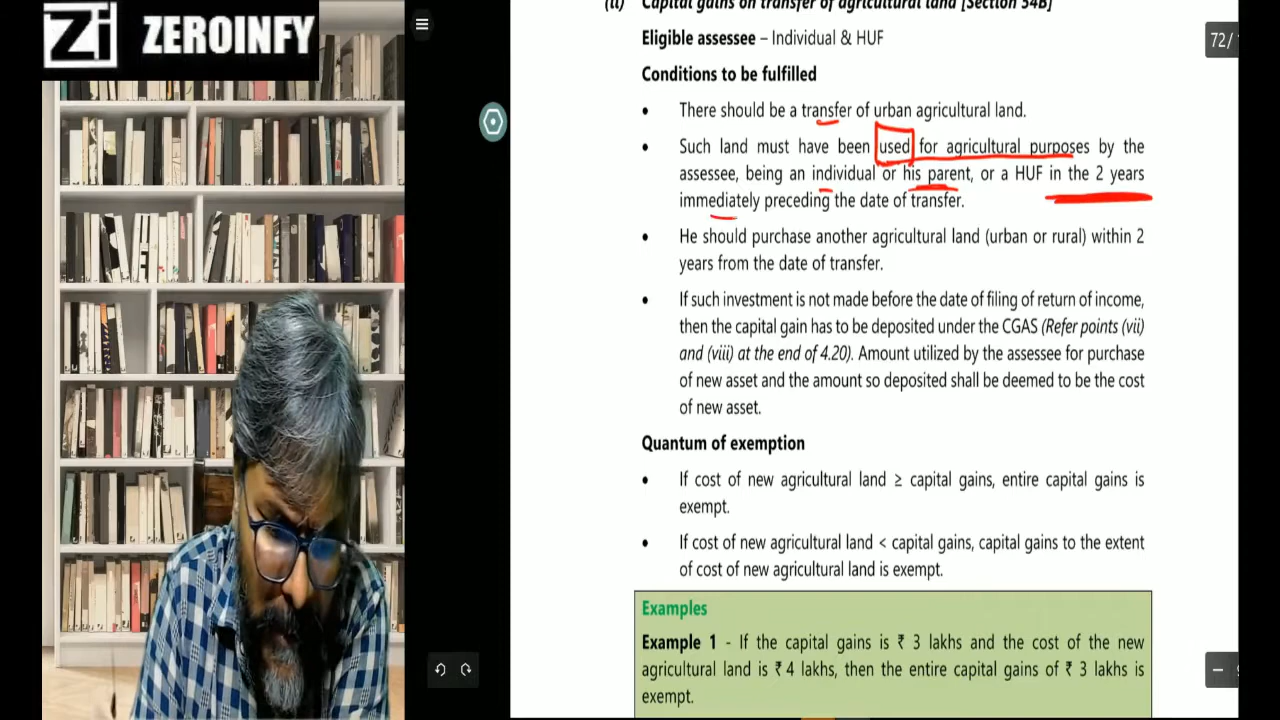 Zi ZEROINFY
(ii) Capital gains on transfer of agricultural land [Section 54B]
72/
Eligible assessee – Individual & HUF
Conditions to be fulfilled
• There should be a transfer of urban agricultural land.
• Such land must have been used for agricultural purposes by the
assessee, being an individual or his parent, or a HUF in the 2 years
immediately preceding the date of transfer.
• He should purchase another agricultural land (urban or rural) within 2
years from the date of transfer.
• If such investment is not made before the date of filing of return of income,
then the capital gain has to be deposited under the CGAS (Refer points (vii)
and (viii) at the end of 4.20). Amount utilized by the assessee for purchase
of new asset and the amount so deposited shall be deemed to be the cost
of new asset.
Quantum of exemption
• If cost of new agricultural land ≥ capital gains, entire capital gains is
exempt.
• If cost of new agricultural land < capital gains, capital gains to the extent
of cost of new agricultural land is exempt.
Examples
Example 1 - If the capital gains is ₹ 3 lakhs and the cost of the new
agricultural land is ₹ 4 lakhs, then the entire capital gains of ₹ 3 lakhs is
exempt.